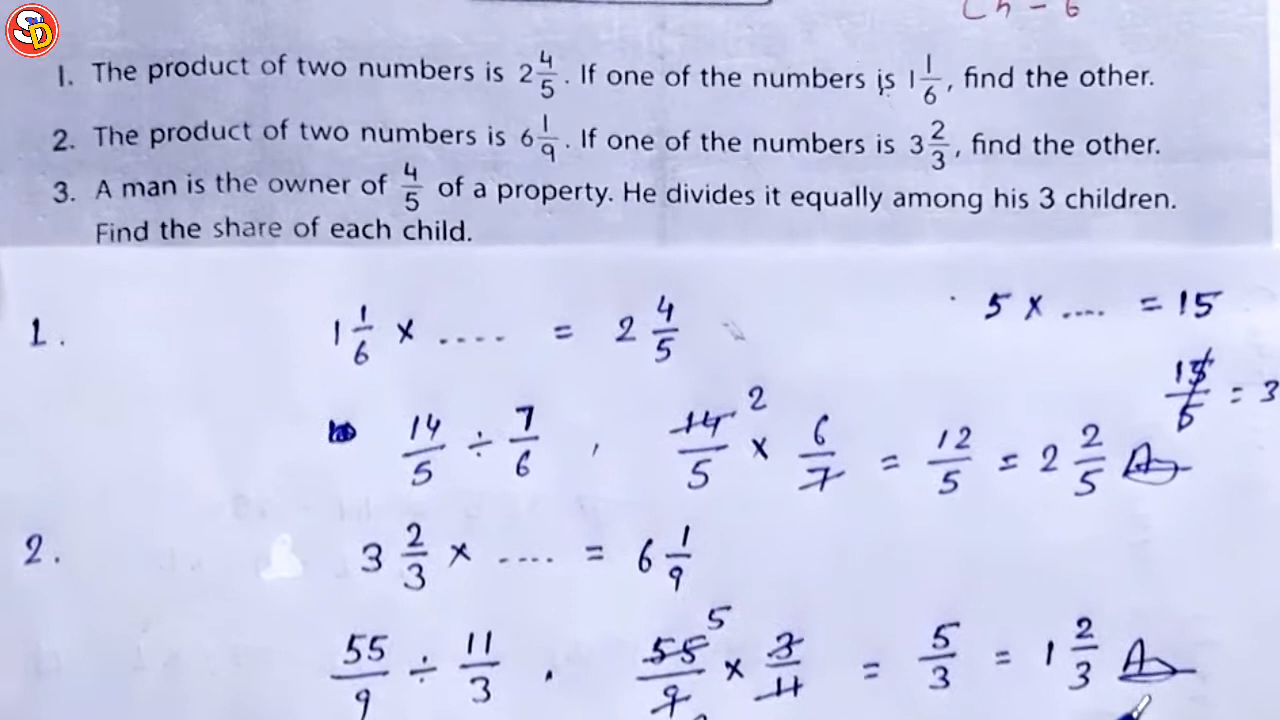 SD
Ch - 6
1. The product of two numbers is 2 4/5. If one of the numbers is 1 1/6, find the other.
2. The product of two numbers is 6 1/9. If one of the numbers is 3 2/3, find the other.
3. A man is the owner of 4/5 of a property. He divides it equally among his 3 children.
Find the share of each child.
1. 1 1/6 × .... = 2 4/5
5 × .... = 15
15/5 = 3
14/5 ÷ 7/6 , 14/5 × 6/7 = 12/5 = 2 2/5
2
2. 3 2/3 × .... = 6 1/9
55/9 ÷ 11/3 . 55/9 × 3/11 = 5/3 = 1 2/3
5